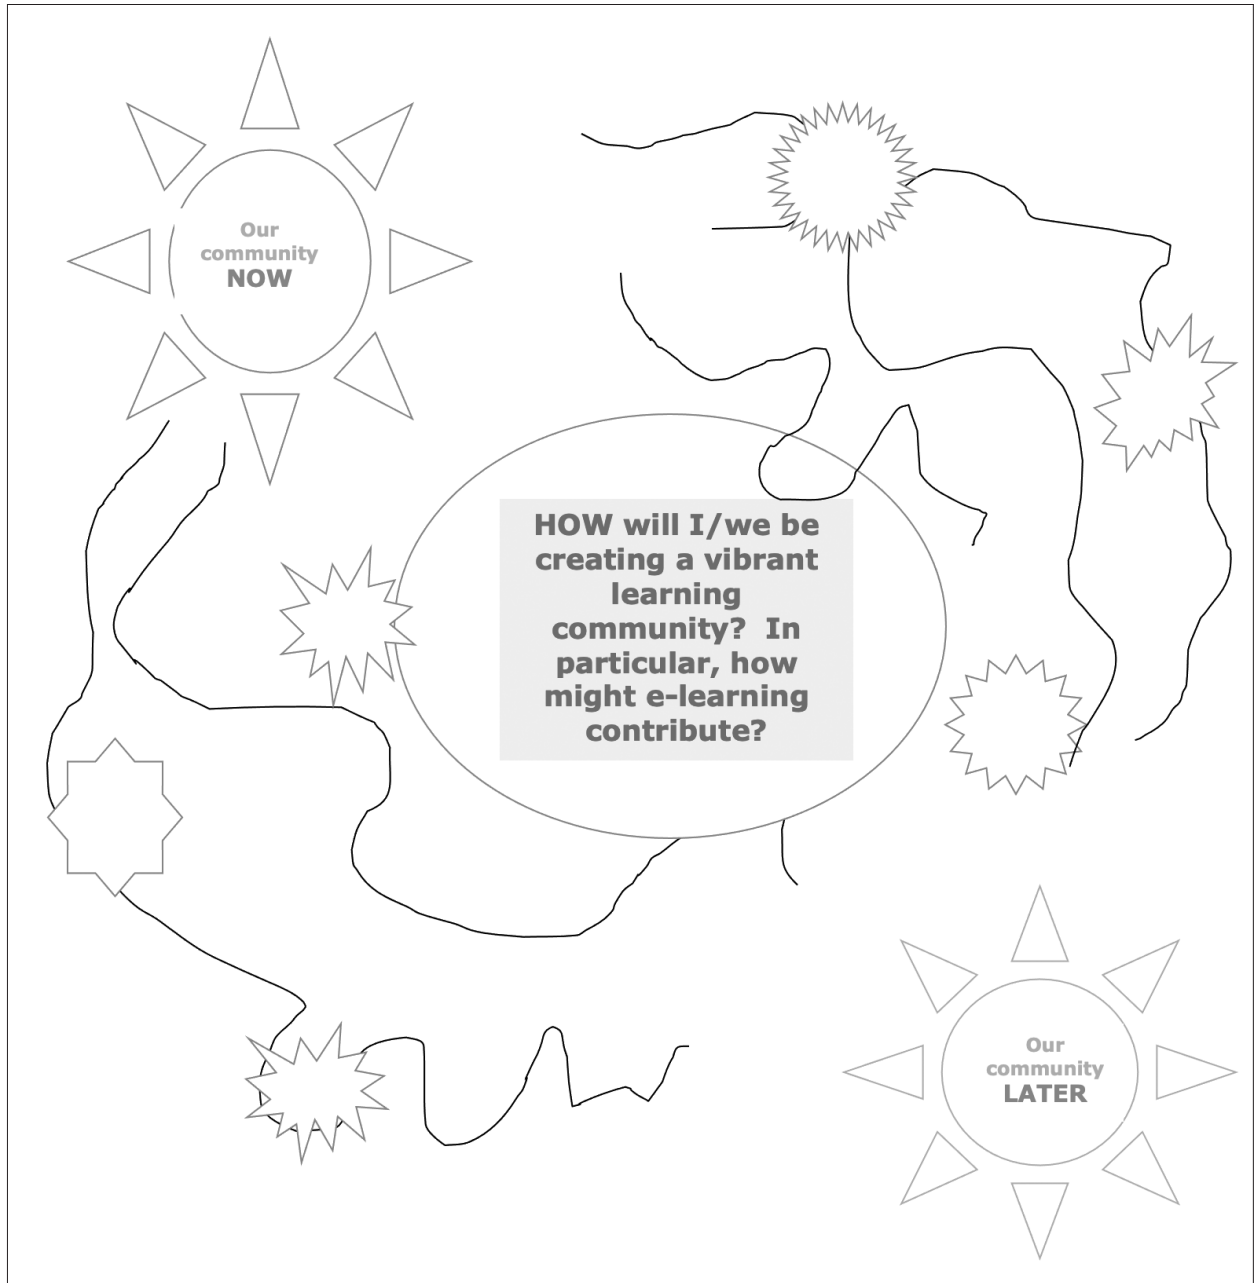 Our
community
NOW
HOW will I/we be
creating a vibrant
learning
community?  In
particular, how
might e-learning
contribute?
Our
community
LATER